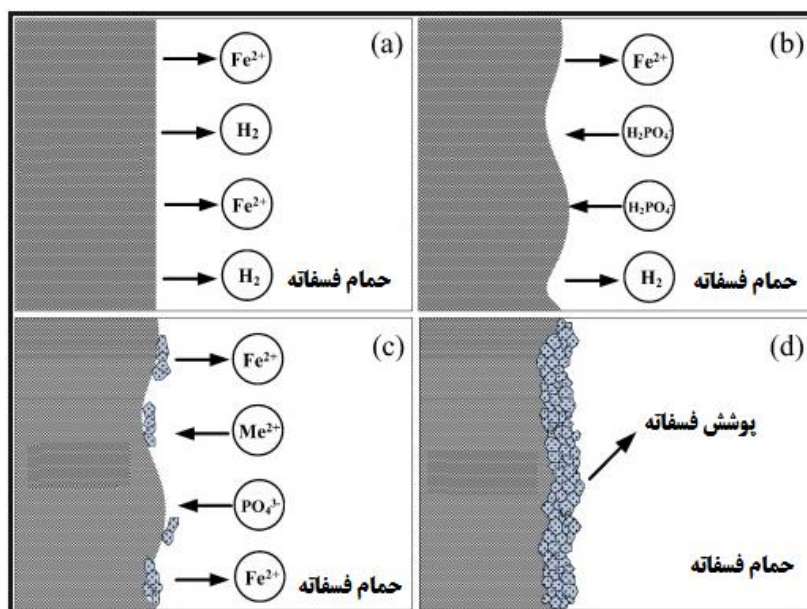 (a)
Fe²⁺
H₂
Fe²⁺
H₂
حمام فسفاته
(b)
Fe²⁺
H₂PO₄⁻
H₂PO₄⁻
H₂
حمام فسفاته
(c)
Fe²⁺
Me²⁺
PO₄³⁻
Fe²⁺
حمام فسفاته
(d)
پوشش فسفاته
حمام فسفاته